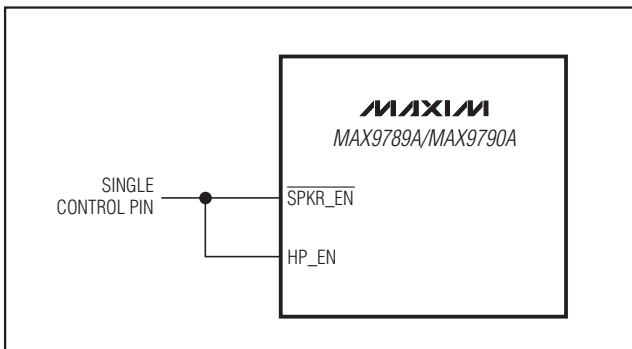 MAXIM
MAX9789A/MAX9790A
SINGLE
CONTROL PIN
SPKR_EN
HP_EN